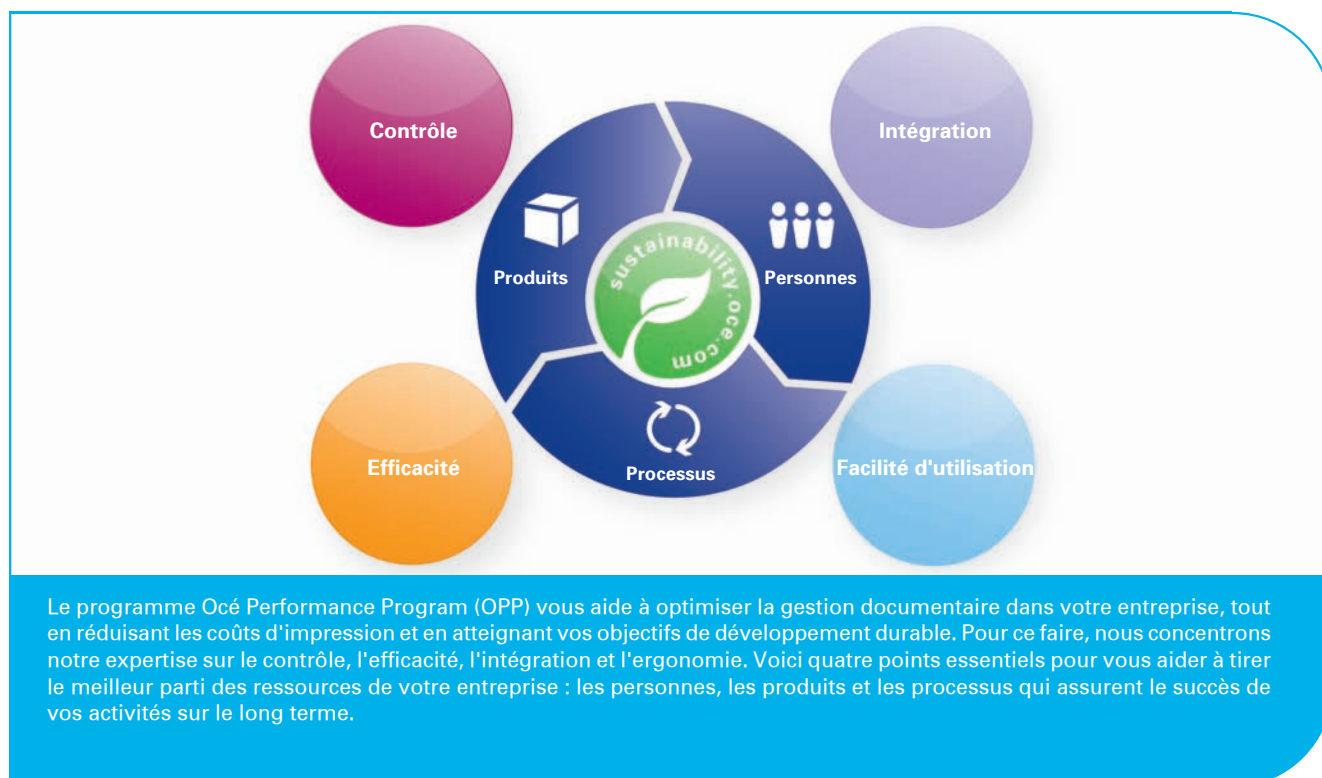 Contrôle
Intégration
Produits
sustainability.oce.com
Personnes
Efficacité
Processus
Facilité d'utilisation
Le programme Océ Performance Program (OPP) vous aide à optimiser la gestion documentaire dans votre entreprise, tout
en réduisant les coûts d'impression et en atteignant vos objectifs de développement durable. Pour ce faire, nous concentrons
notre expertise sur le contrôle, l'efficacité, l'intégration et l'ergonomie. Voici quatre points essentiels pour vous aider à tirer
le meilleur parti des ressources de votre entreprise : les personnes, les produits et les processus qui assurent le succès de
vos activités sur le long terme.